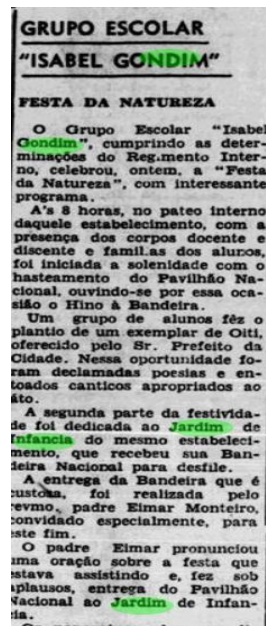 GRUPO ESCOLAR
"ISABEL GONDIM"
FESTA DA NATUREZA
O Grupo Escolar "Isabel
Gondim", cumprindo as deter-
minações do Reg.mento Inter-
no, celebrou, ontem, a "Festa
da Natureza", com interessante
programa.
A's 8 horas, no pateo interno
daquele estabelecimento, com a
presença dos corpos docente e
discente e famil.as dos alunos,
foi iniciada a solenidade com o
hasteamento do Pavilhão Na-
cional, ouvindo-se por essa oca-
sião o Hino à Bandeira.
Um grupo de alunos fêz o
plantio de um exemplar de Oiti,
oferecido pelo Sr. Prefeito da
Cidade. Nessa oportunidade fo-
ram declamadas poesias e en-
toados canticos apropriados ao
áto.
A segunda parte da festivida-
de foi dedicada ao Jardim de
Infancia do mesmo estabeleci-
mento, que recebeu sua Ban-
deira Nacional para desfile.
A entrega da Bandeira que é
custosa, foi realizada pelo
revmo. padre Eimar Monteiro,
convidado especialmente, para
este fim.
O padre Eimar pronunciou
uma oração sobre a festa que
estava assistindo e, fez sob
aplausos, entrega do Pavilhão
Nacional ao Jardim de Infan-
cia.